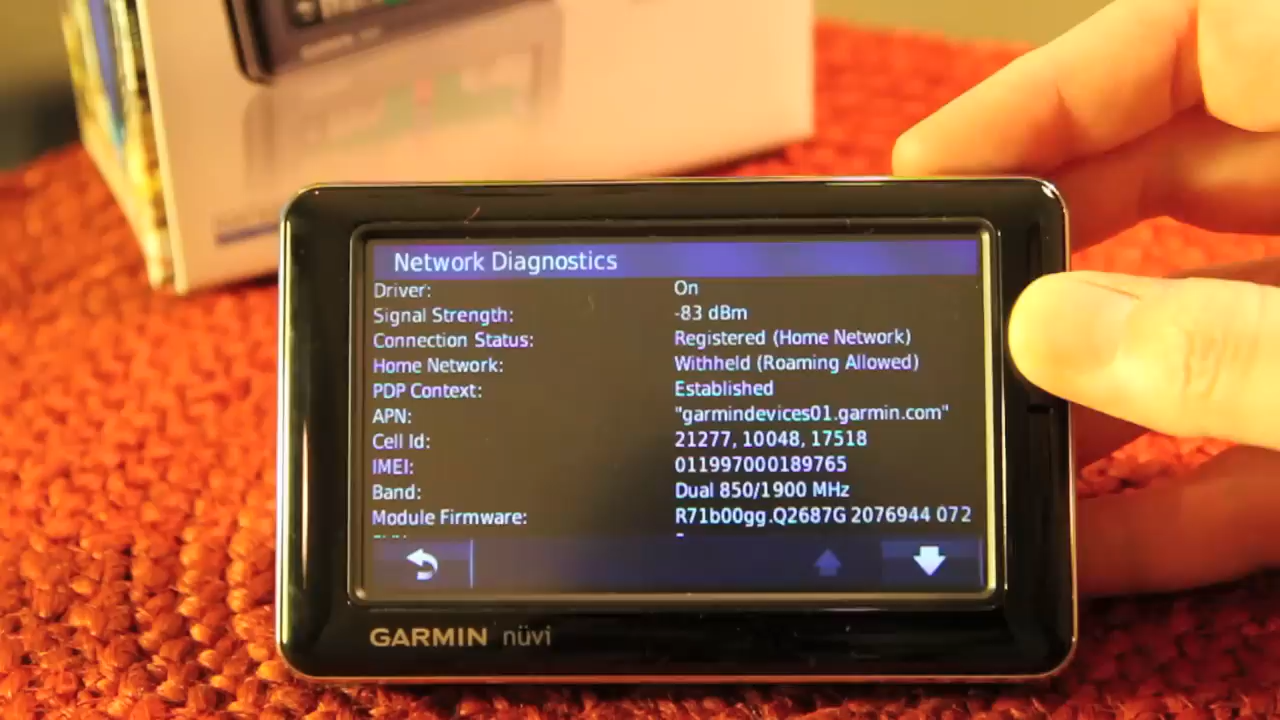 Network Diagnostics
Driver: On
Signal Strength: -83 dBm
Connection Status: Registered (Home Network)
Home Network: Withheld (Roaming Allowed)
PDP Context: Established
APN: "garmindevices01.garmin.com"
Cell Id: 21277, 10048, 17518
IMEI: 011997000189765
Band: Dual 850/1900 MHz
Module Firmware: R71b00gg.Q2687G 2076944 072
GARMIN nüvi